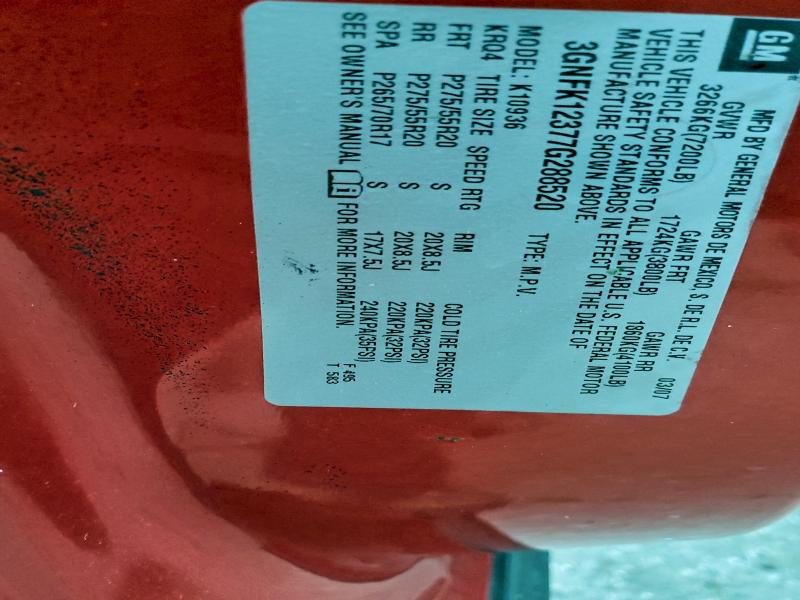 GM
MFD BY GENERAL MOTORS DE MEXICO, S. DE R.L. DE C.V. 03/07
GVWR GAWR FRT GAWR RR
3266KG(7200LB) 1724KG(3800LB) 1860KG(4100LB)
THIS VEHICLE CONFORMS TO ALL APPLICABLE U.S. FEDERAL MOTOR
VEHICLE SAFETY STANDARDS IN EFFECT ON THE DATE OF
MANUFACTURE SHOWN ABOVE.
3GNFK12377G288520 TYPE: M.P.V.
MODEL: K10936
KR04 TIRE SIZE SPEED RTG RIM COLD TIRE PRESSURE
FRT P275/55R20 S 20X8.5J 220KPA(32PSI)
RR P275/55R20 S 20X8.5J 220KPA(32PSI)
SPA P265/70R17 S 17X7.5J 240KPA(35PSI)
SEE OWNER'S MANUAL FOR MORE INFORMATION.
F 495
T 583